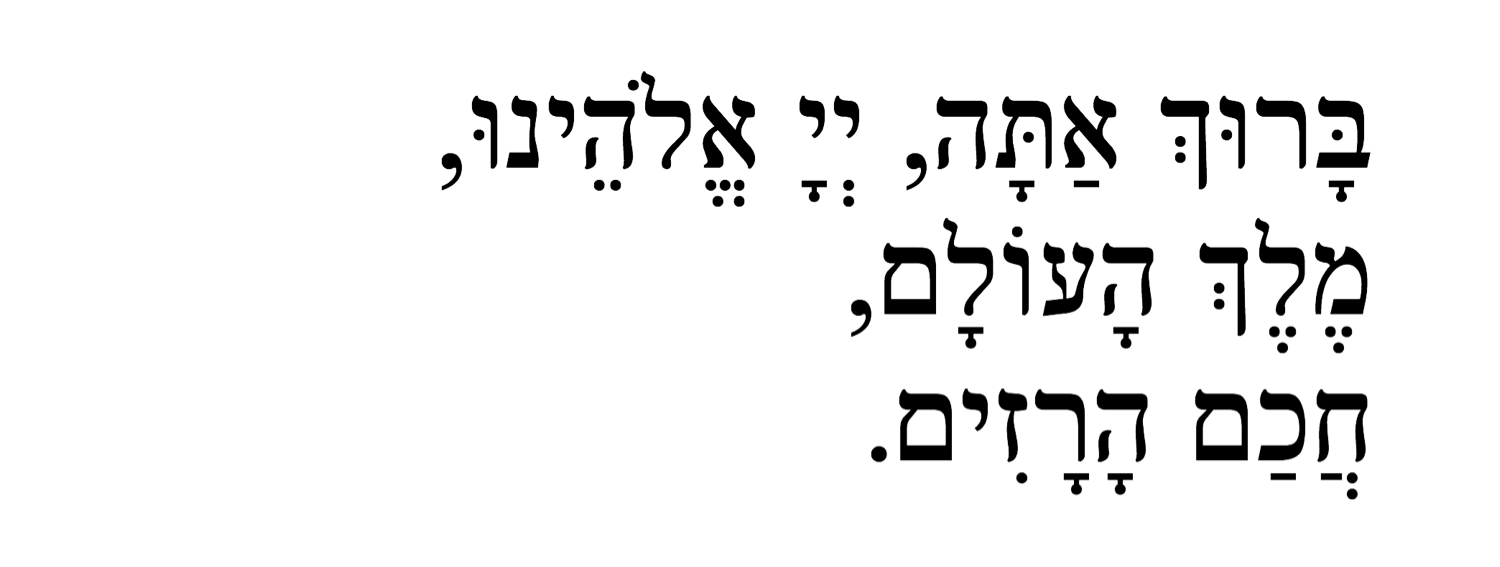 בָּרוּךְ אַתָּה, יְיָ אֱלֹהֵינוּ,
מֶלֶךְ הָעוֹלָם,
חֲכַם הָרָזִים.